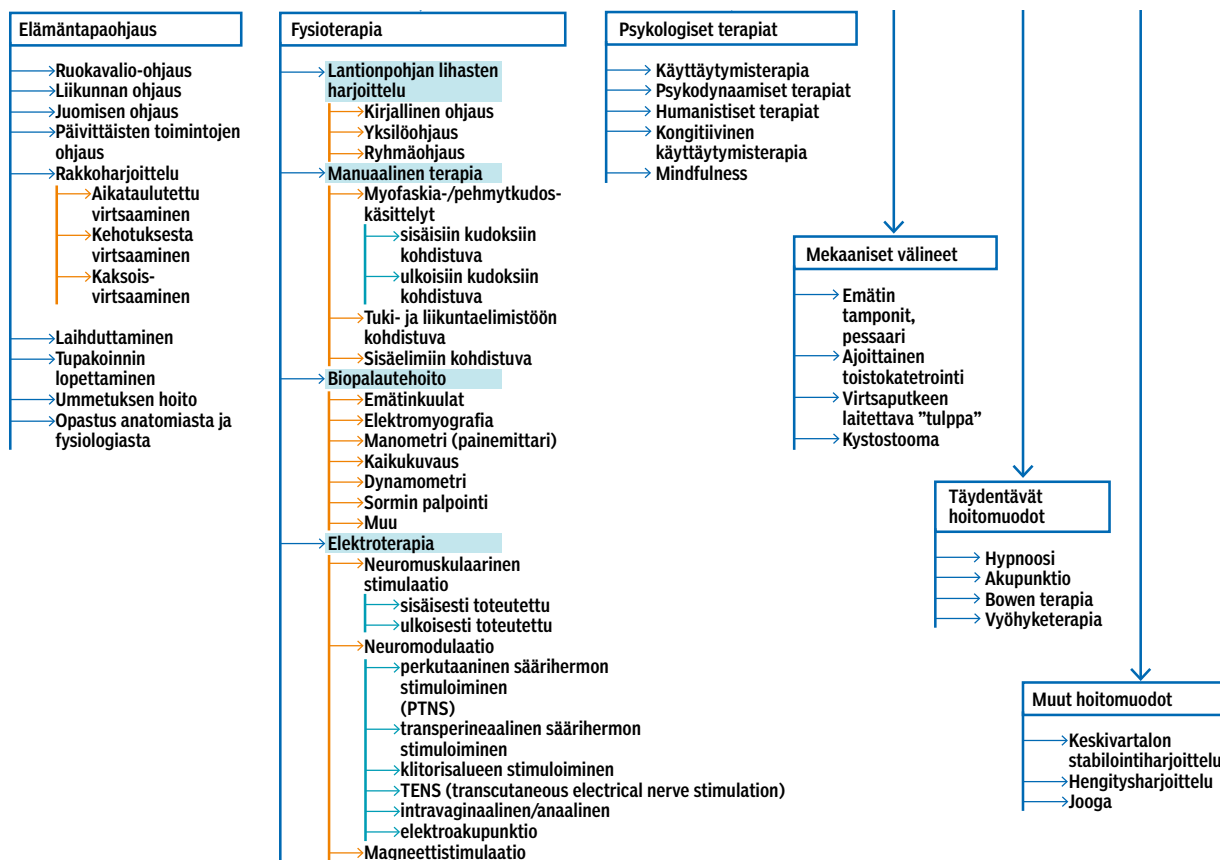 Elämäntapaohjaus
Ruokavalio-ohjaus
Liikunnan ohjaus
Juomisen ohjaus
Päivittäisten toimintojen
ohjaus
Rakkoharjoittelu
Aikataulutettu
virtsaaminen
Kehotuksesta
virtsaaminen
Kaksois-
virtsaaminen
Laihduttaminen
Tupakoinnin
lopettaminen
Ummetuksen hoito
Opastus anatomiasta ja
fysiologiasta
Fysioterapia
Lantionpohjan lihasten
harjoittelu
Kirjallinen ohjaus
Yksilöohjaus
Ryhmäohjaus
Manuaalinen terapia
Myofaskia-/pehmytkudos-
käsittelyt
sisäisiin kudoksiin
kohdistuva
ulkoisiin kudoksiin
kohdistuva
Tuki- ja liikuntaelimistöön
kohdistuva
Sisäelimiin kohdistuva
Biopalautehoito
Emätinkuulat
Elektromyografia
Manometri (painemittari)
Kaikukuvaus
Dynamometri
Sormin palpointi
Muu
Elektroterapia
Neuromuskulaarinen
stimulaatio
sisäisesti toteutettu
ulkoisesti toteutettu
Neuromodulaatio
perkutaaninen säärihermon
stimuloiminen
(PTNS)
transperineaalinen säärihermon
stimuloiminen
klitorisalueen stimuloiminen
TENS (transcutaneous electrical nerve stimulation)
intravaginaalinen/anaalinen
elektroakupunktio
Magneettistimulaatio
Psykologiset terapiat
Käyttäytymisterapia
Psykodynaamiset terapiat
Humanistiset terapiat
Kongitiivinen
käyttäytymisterapia
Mindfulness
Mekaaniset välineet
Emätin
tamponit,
pessaari
Ajoittainen
toistokatetrointi
Virtsaputkeen
laitettava ”tulppa”
Kystostooma
Täydentävät
hoitomuodot
Hypnoosi
Akupunktio
Bowen terapia
Vyöhyketerapia
Muut hoitomuodot
Keskivartalon
stabilointiharjoittelu
Hengitysharjoittelu
Jooga